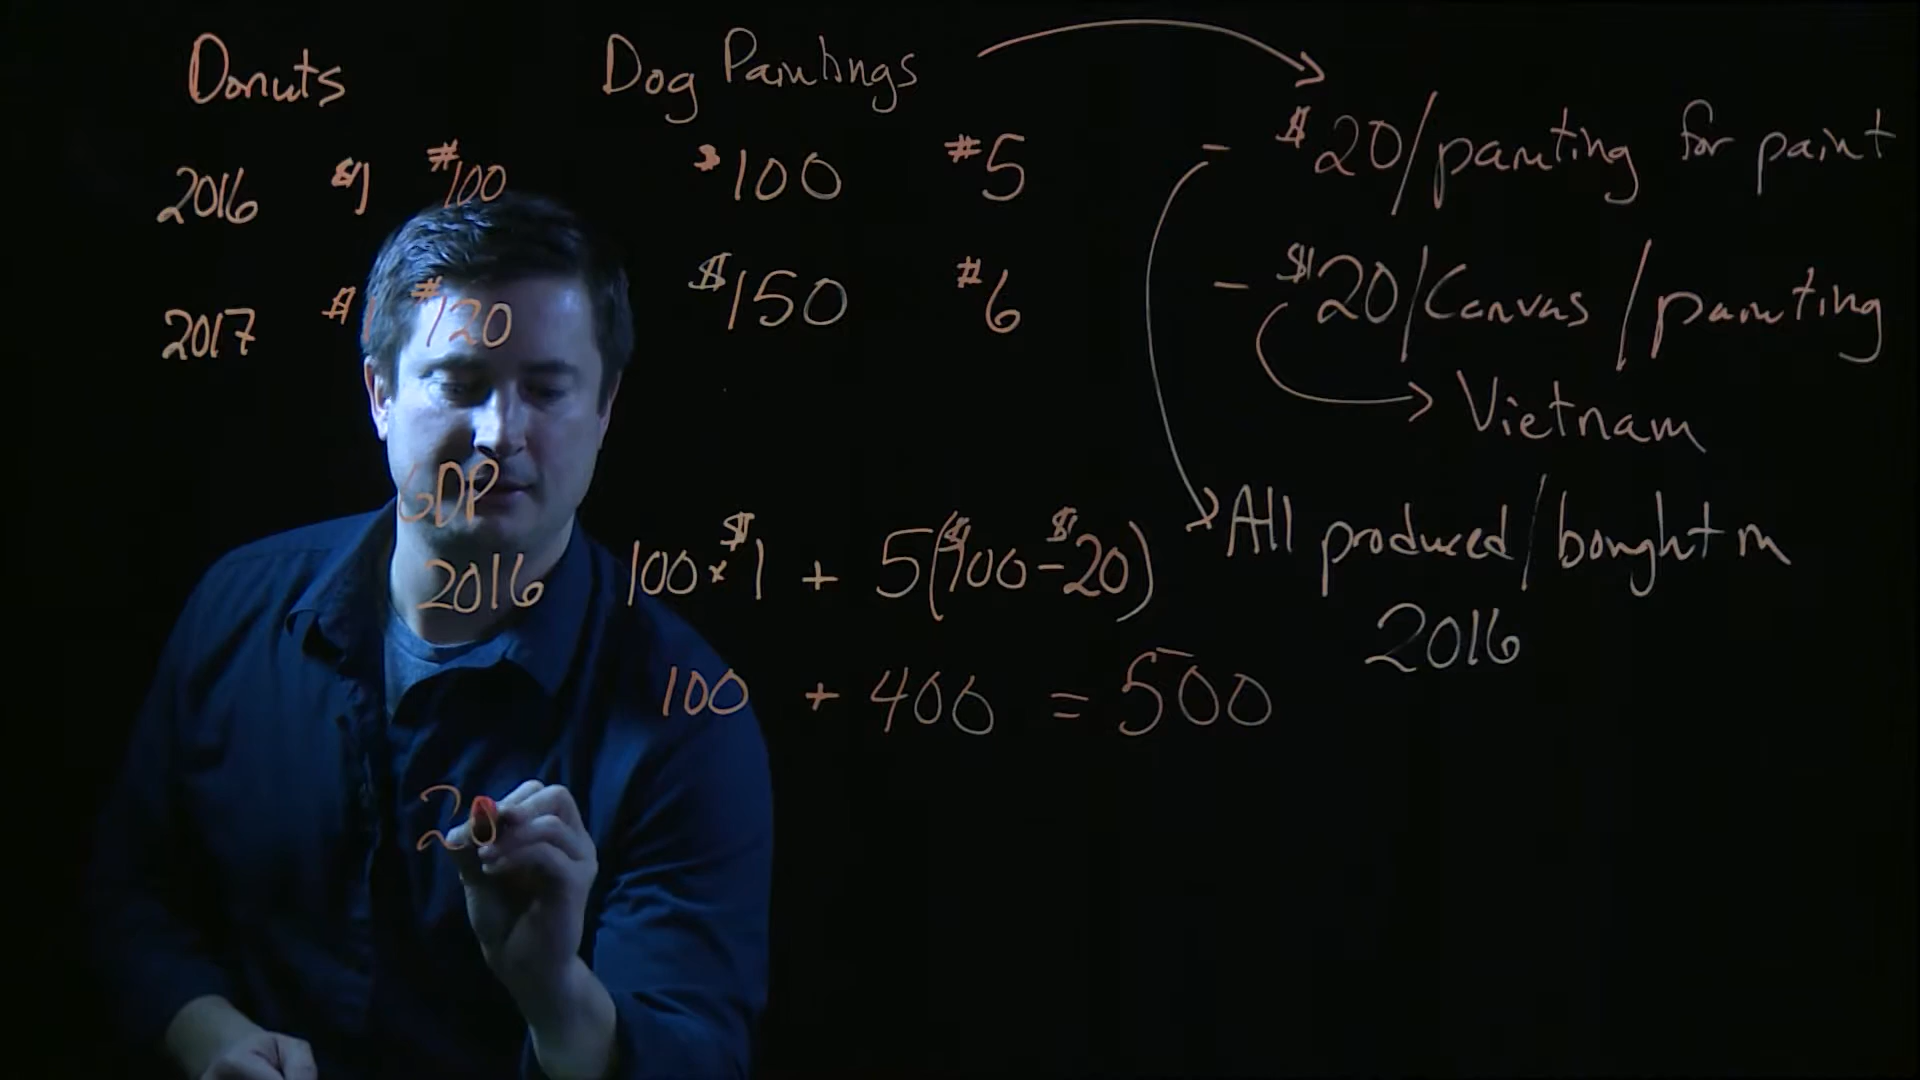 Donuts
Dog Paintings
2016 $1 #100 $100 #5
2017 $1 #120 $150 #6
- $20/painting for paint
- $20/Canvas/painting
→ Vietnam
→ All produced/bought in
2016
GDP
2016 100 × $1 + 5($100 - $20)
100 + 400 = 500
20